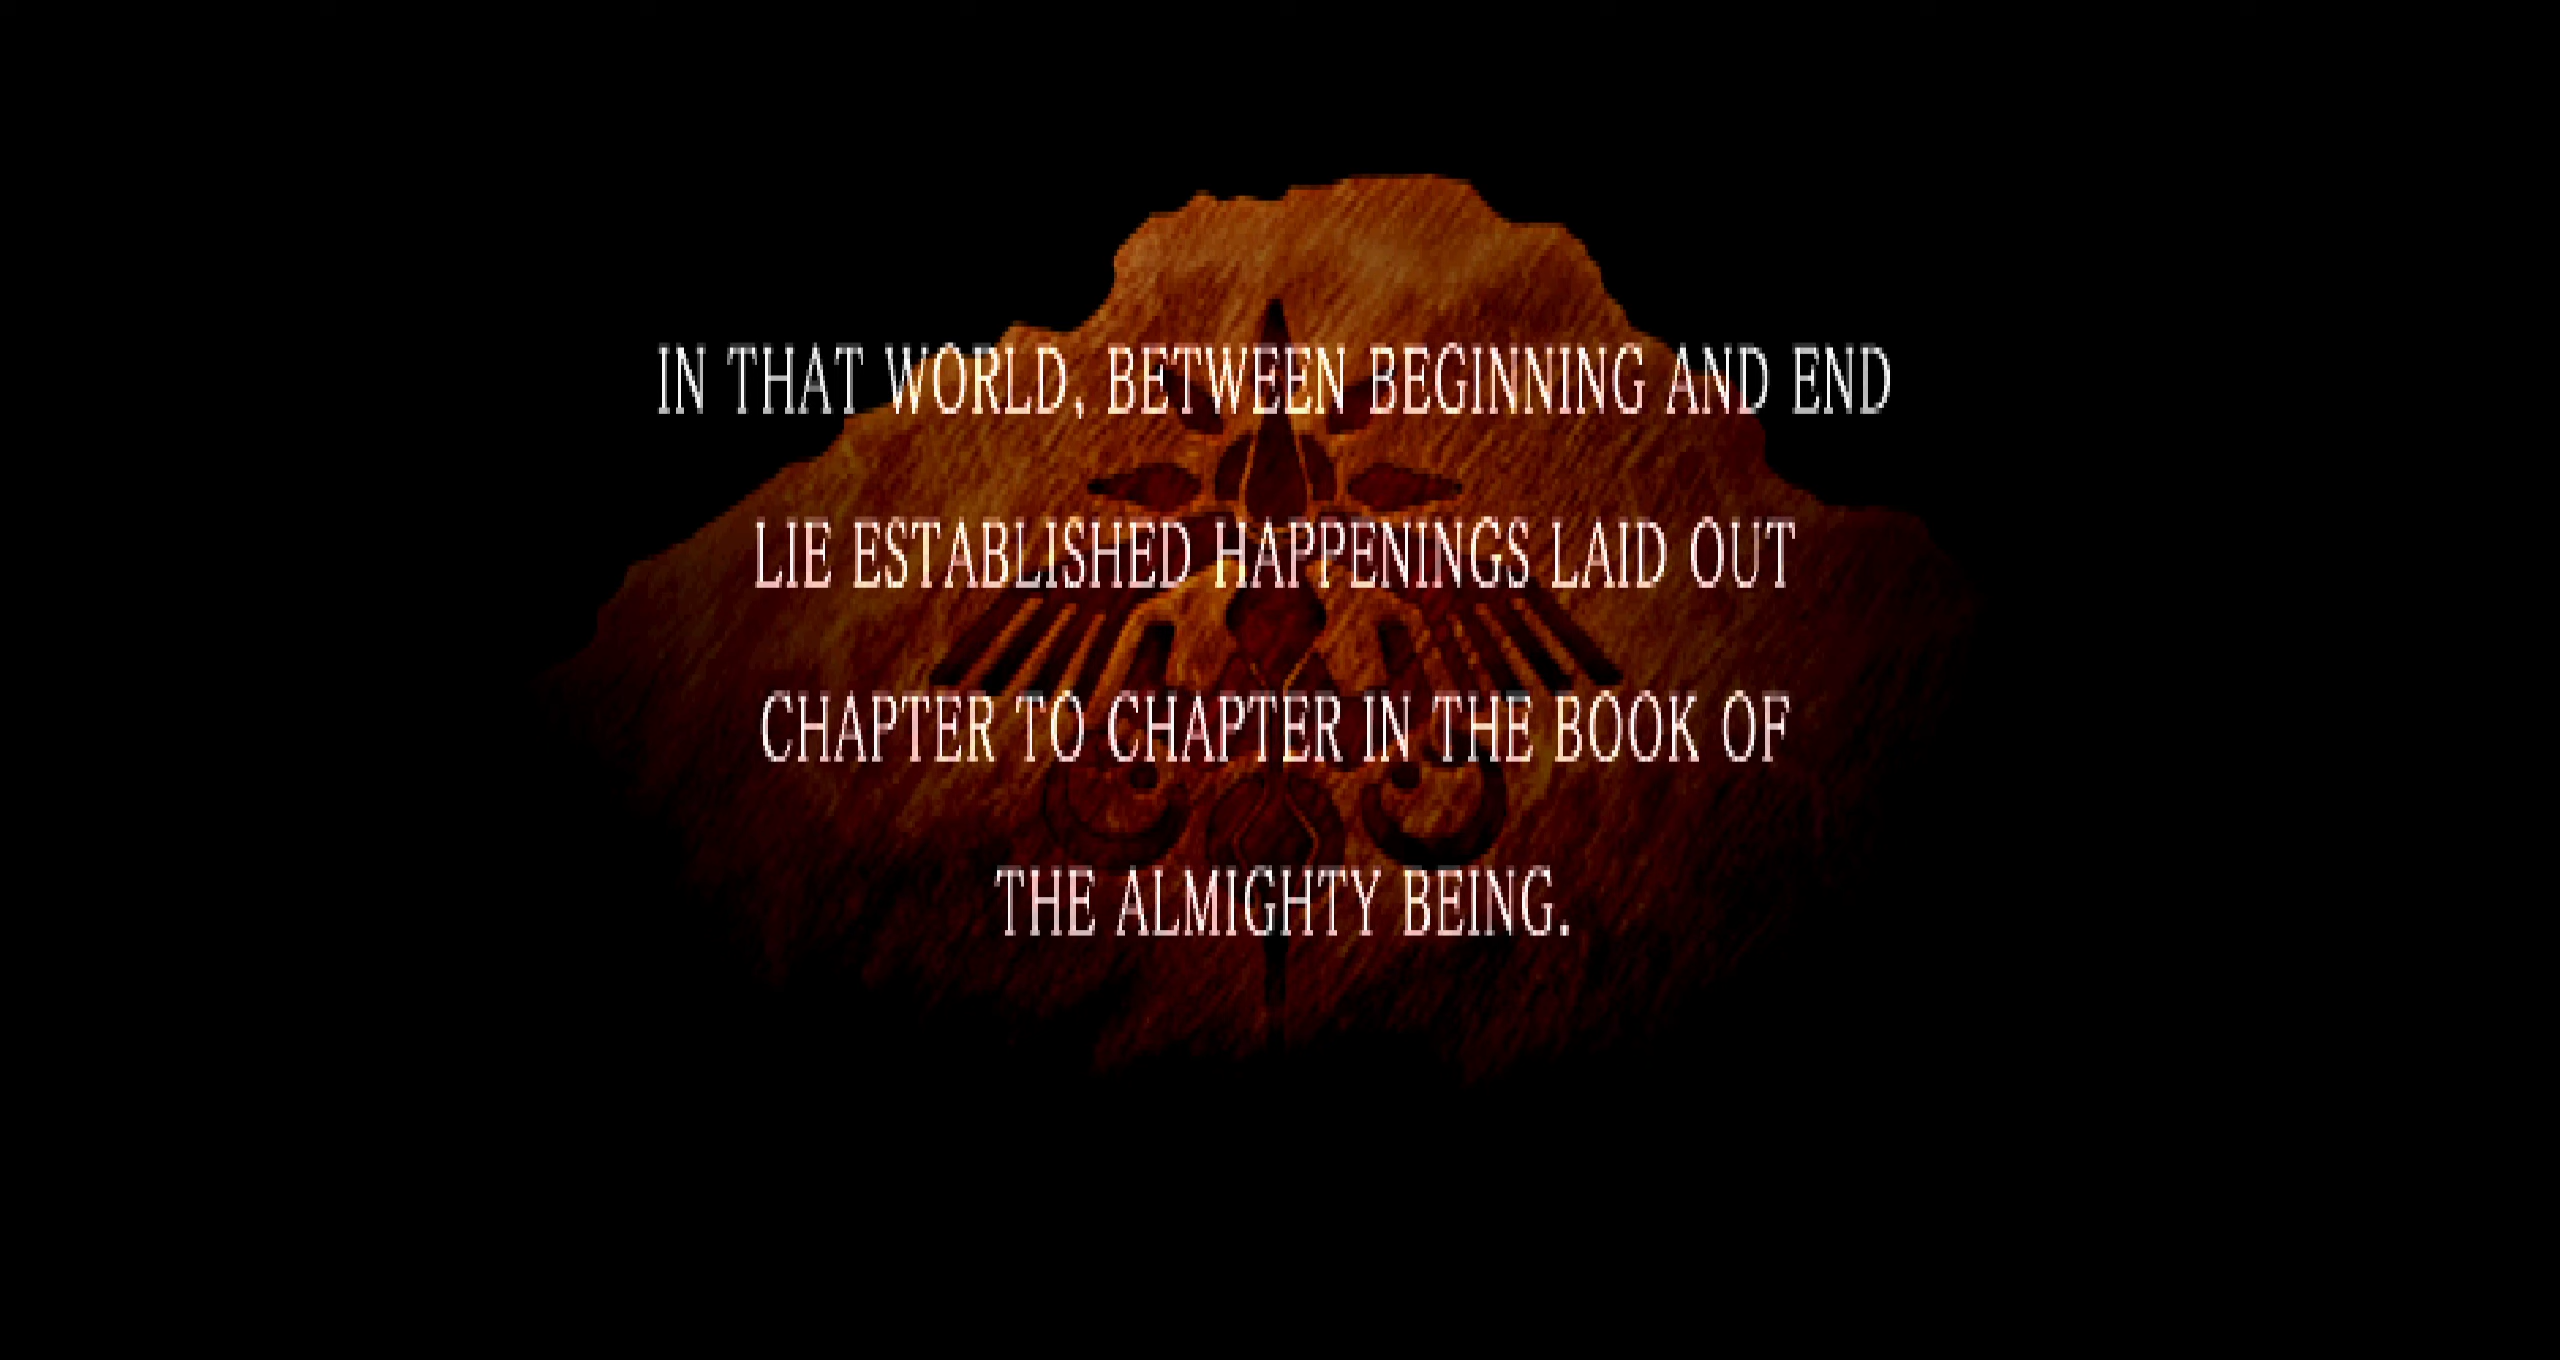 IN THAT WORLD, BETWEEN BEGINNING AND END
LIE ESTABLISHED HAPPENINGS LAID OUT
CHAPTER TO CHAPTER IN THE BOOK OF
THE ALMIGHTY BEING.